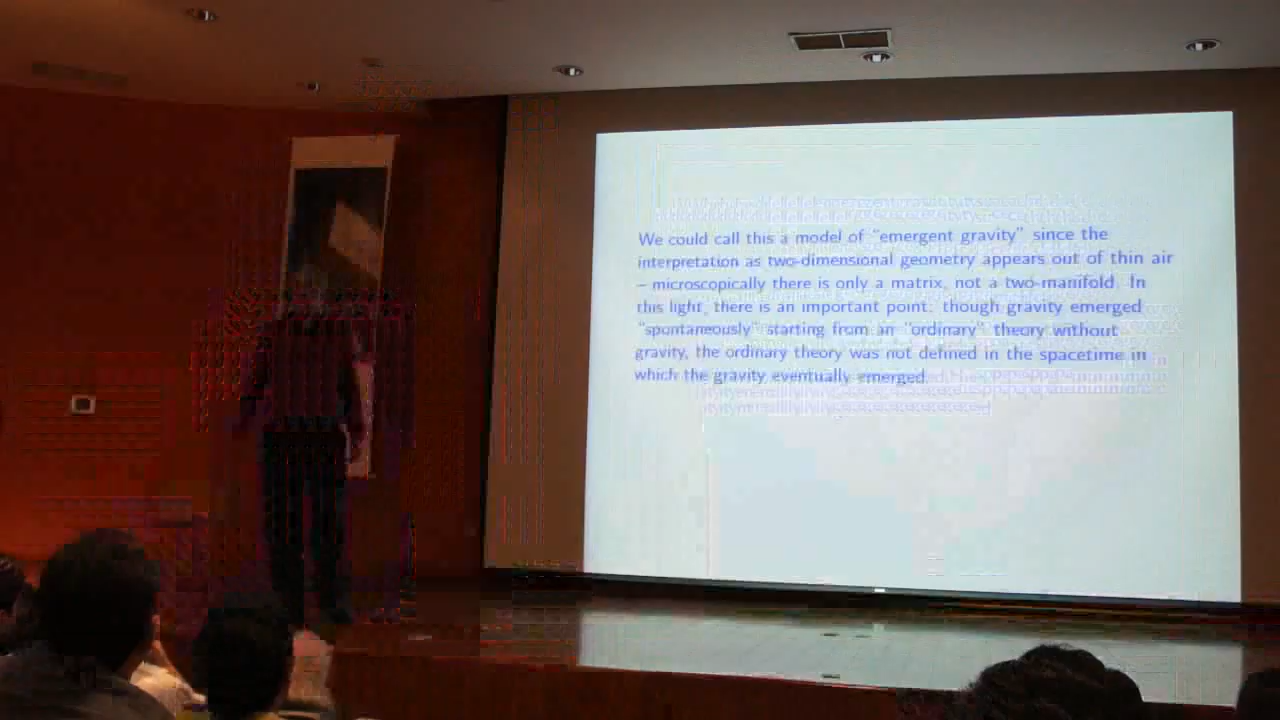 We could call this a model of "emergent gravity" since the
interpretation as two-dimensional geometry appears out of thin air
– microscopically there is only a matrix, not a two-manifold. In
this light, there is an important point: though gravity emerged
"spontaneously" starting from an "ordinary" theory without
gravity, the ordinary theory was not defined in the spacetime in
which the gravity eventually emerged.